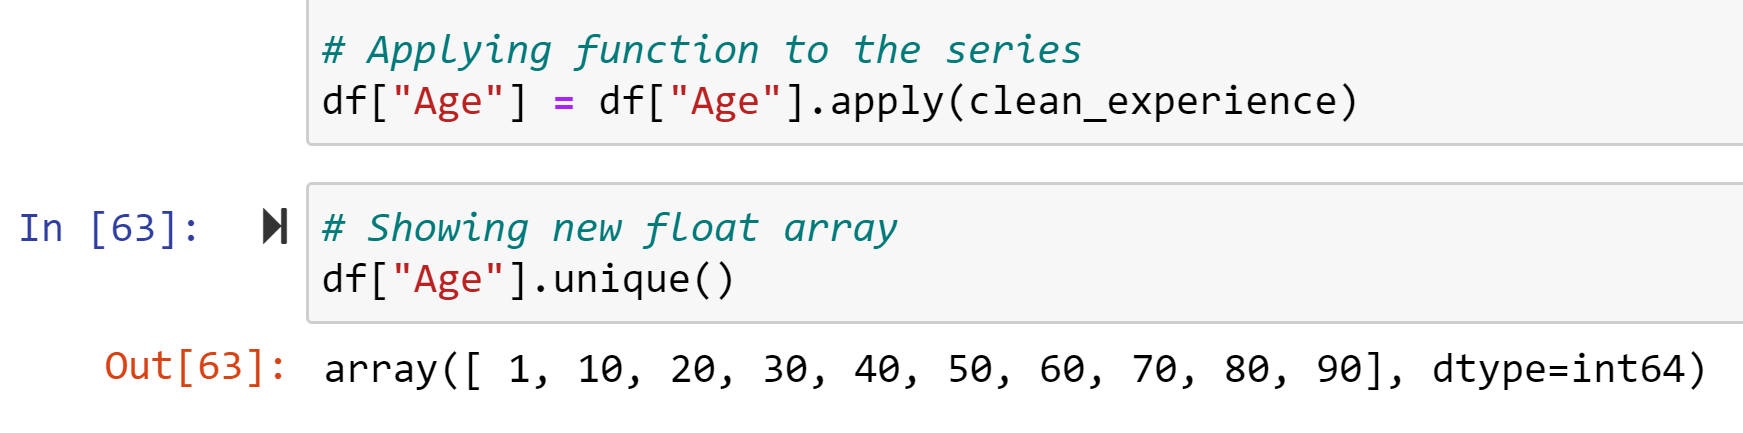 # Applying function to the series
df["Age"] = df["Age"].apply(clean_experience)
In [63]:
# Showing new float array
df["Age"].unique()
Out[63]: array([ 1, 10, 20, 30, 40, 50, 60, 70, 80, 90], dtype=int64)